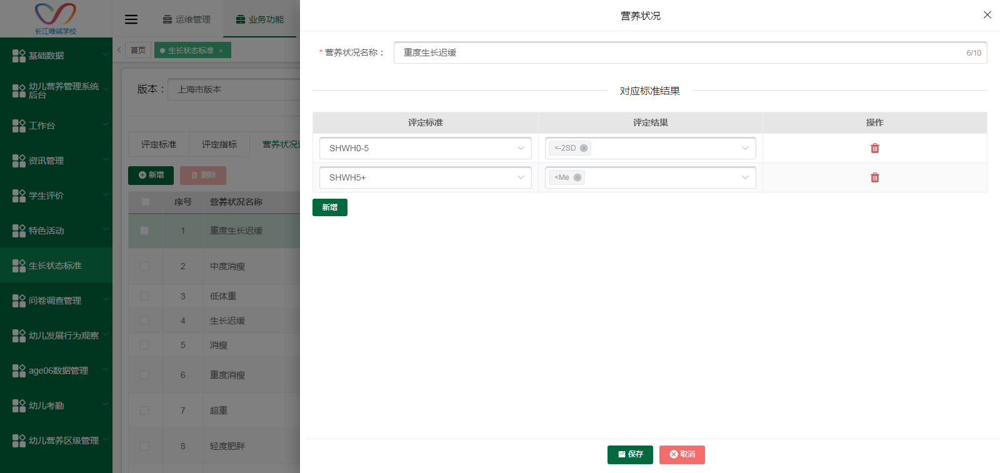 长江唯诚学校
基础数据
幼儿营养管理系统
后台
工作台
资讯管理
学生评价
特色活动
生长状态标准
问卷调查管理
幼儿发展行为观察
age06数据管理
幼儿考勤
幼儿营养区级管理
运维管理
业务功能
首页
生长状态标准 ×
版本：
上海市版本
评定标准
评定指标
营养状况
新增
删除
序号 营养状况名称
1 重度生长迟缓
2 中度消瘦
3 低体重
4 生长迟缓
5 消瘦
6 重度消瘦
7 超重
8 轻度肥胖
营养状况
* 营养状况名称：
重度生长迟缓
6/10
对应标准结果
评定标准 评定结果 操作
SHWH0-5 <-2SD
SHWH5+ <Me
新增
保存
取消